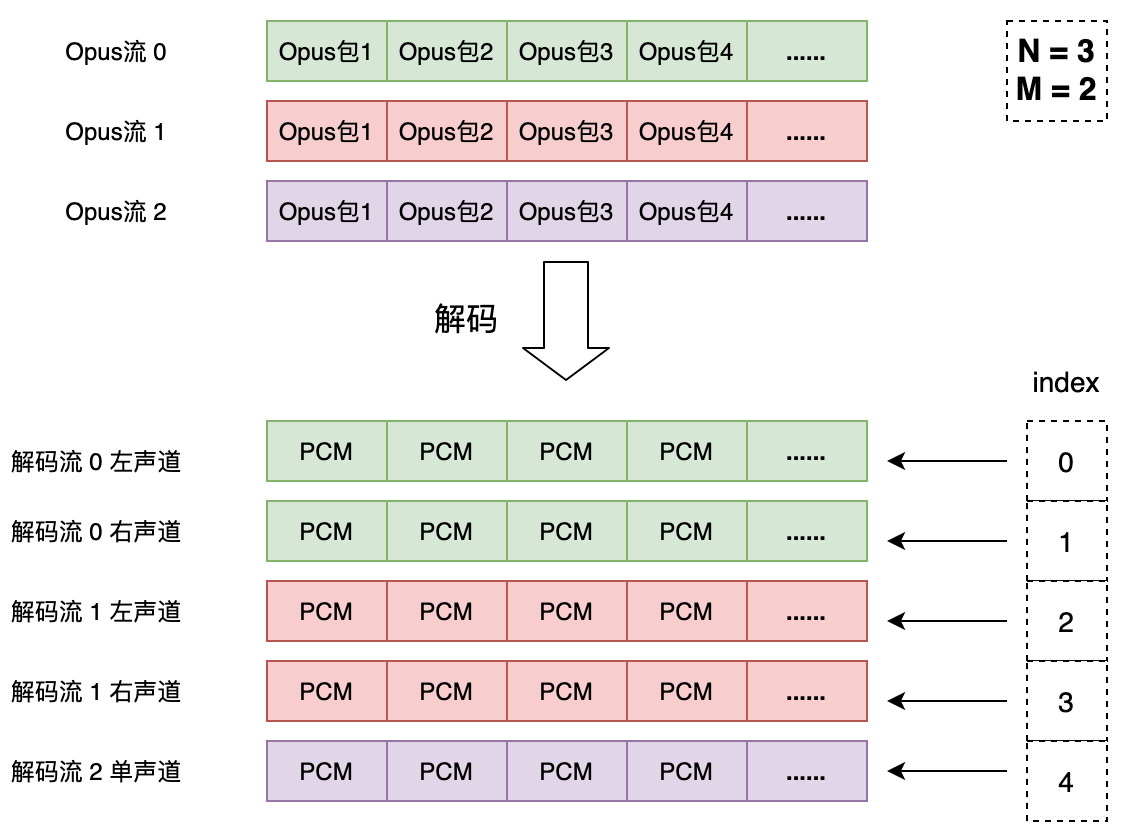 Opus流 0 Opus包1 Opus包2 Opus包3 Opus包4 ......
N = 3
M = 2
Opus流 1 Opus包1 Opus包2 Opus包3 Opus包4 ......
Opus流 2 Opus包1 Opus包2 Opus包3 Opus包4 ......
解码
index
解码流 0 左声道 PCM PCM PCM PCM ...... 0
解码流 0 右声道 PCM PCM PCM PCM ...... 1
解码流 1 左声道 PCM PCM PCM PCM ...... 2
解码流 1 右声道 PCM PCM PCM PCM ...... 3
解码流 2 单声道 PCM PCM PCM PCM ...... 4